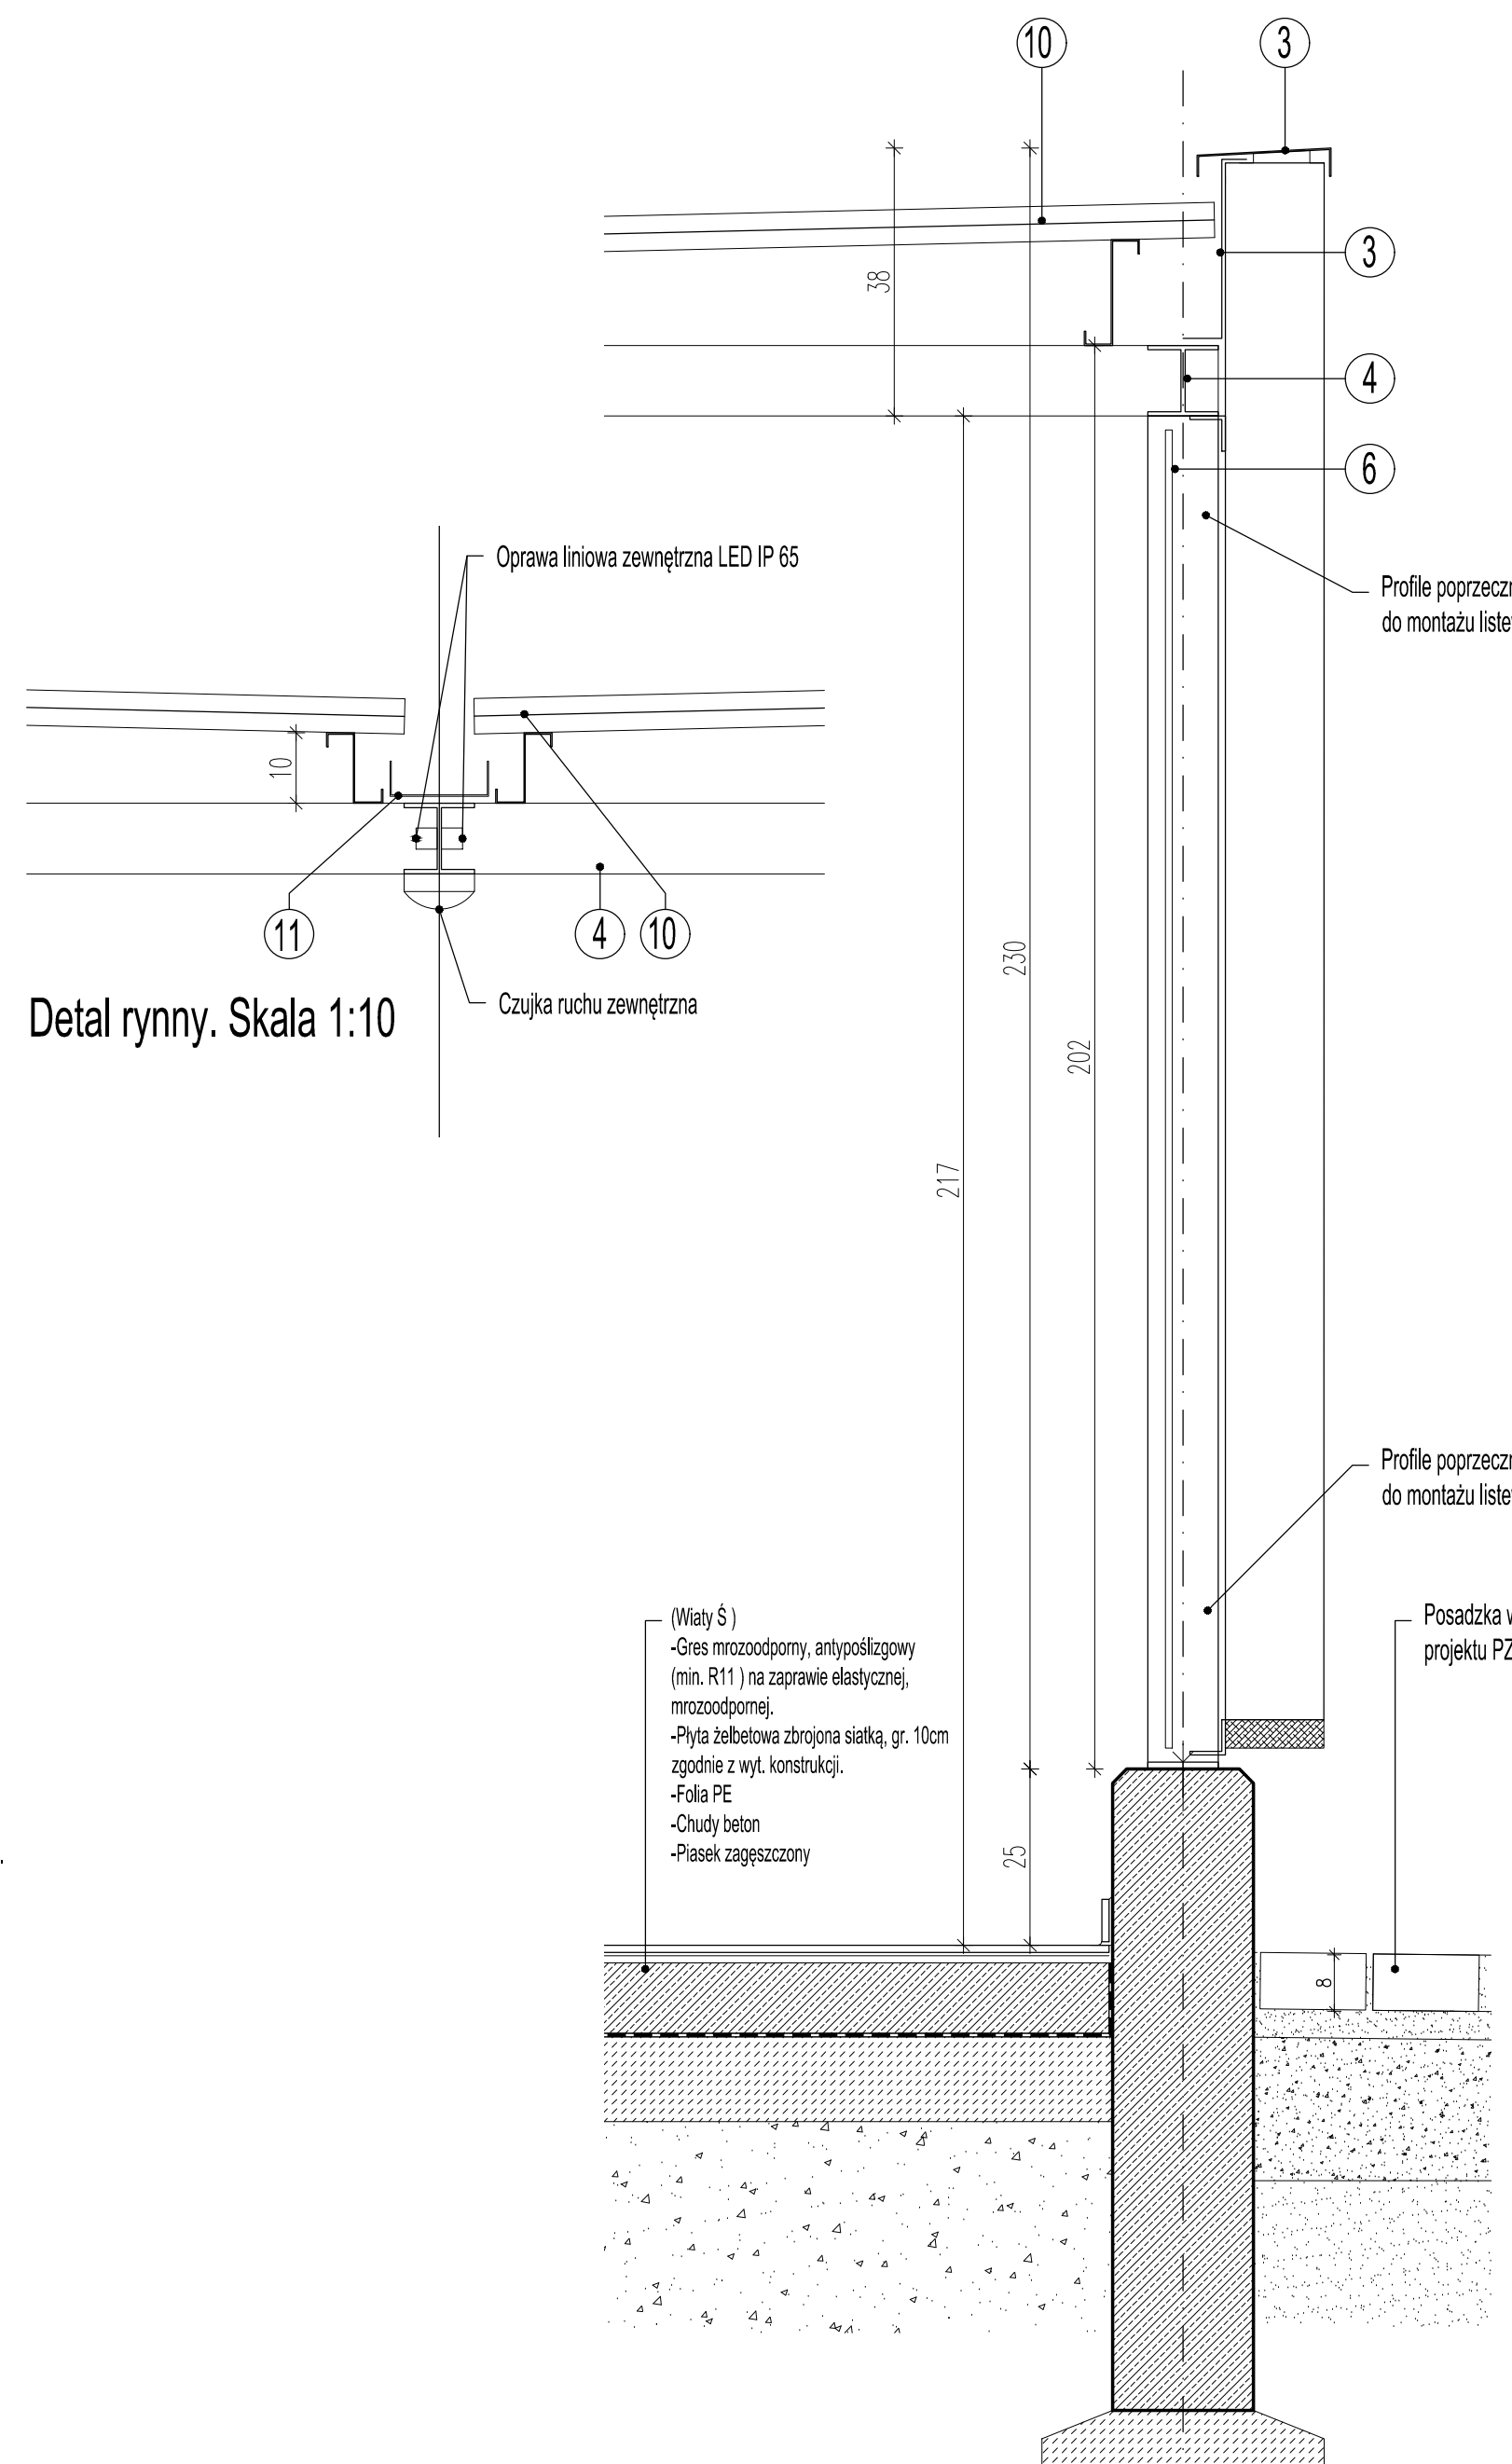 10
3
3
38
4
6
Oprawa liniowa zewnętrzna LED IP 65
Profile poprzeczn
do montażu liste
10
11
4
10
230
Czujka ruchu zewnętrzna
Detal rynny. Skala 1:10
202
217
Profile poprzeczn
do montażu liste
(Wiaty Ś )
-Gres mrozoodporny, antypoślizgowy
(min. R11 ) na zaprawie elastycznej,
mrozoodpornej.
-Płyta żelbetowa zbrojona siatką, gr. 10cm
zgodnie z wyt. konstrukcji.
-Folia PE
-Chudy beton
-Piasek zagęszczony
Posadzka w
projektu PZ
25
8